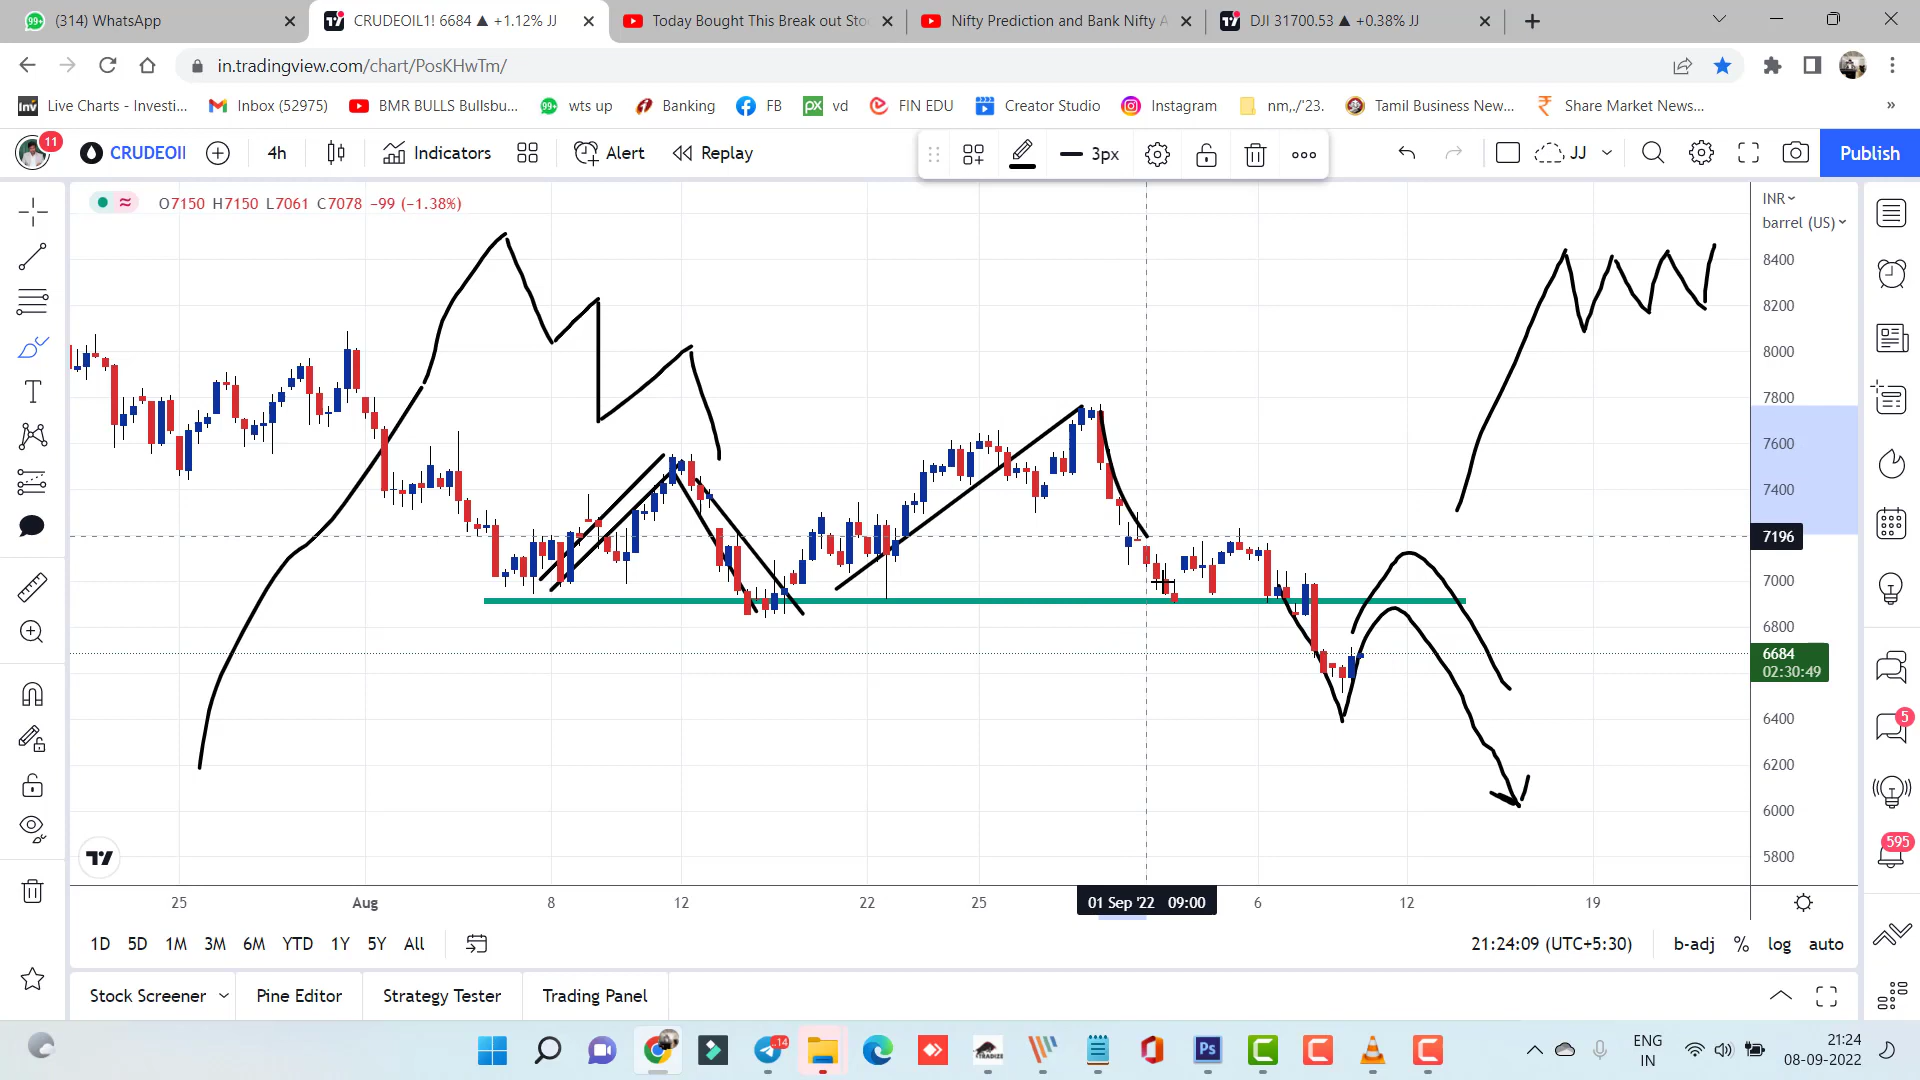 (314) WhatsApp
CRUDEOIL1! 6684 ▲ +1.12% JJ
Today Bought This Break out Sto
Nifty Prediction and Bank Nifty A
DJI 31700.53 ▲ +0.38% JJ
in.tradingview.com/chart/PosKHwTm/
Live Charts - Investi...
Inbox (52975)
BMR BULLS Bullsbu...
99+ wts up
Banking
FB
vd
FIN EDU
Creator Studio
Instagram
nm,./'23.
Tamil Business New...
Share Market News...
»
11
CRUDEOIL
4h
Indicators
Alert
Replay
3px
JJ
Publish
O7150 H7150 L7061 C7078 −99 (−1.38%)
INR
barrel (US)
8400
8200
8000
7800
7600
7400
7196
7000
6800
6684
02:30:49
6400
6200
6000
5800
25
Aug
8
12
22
25
01 Sep '22 09:00
6
12
19
1D 5D 1M 3M 6M YTD 1Y 5Y All
21:24:09 (UTC+5:30)
b-adj % log auto
Stock Screener
Pine Editor
Strategy Tester
Trading Panel
5
595
ENG
IN
21:24
08-09-2022